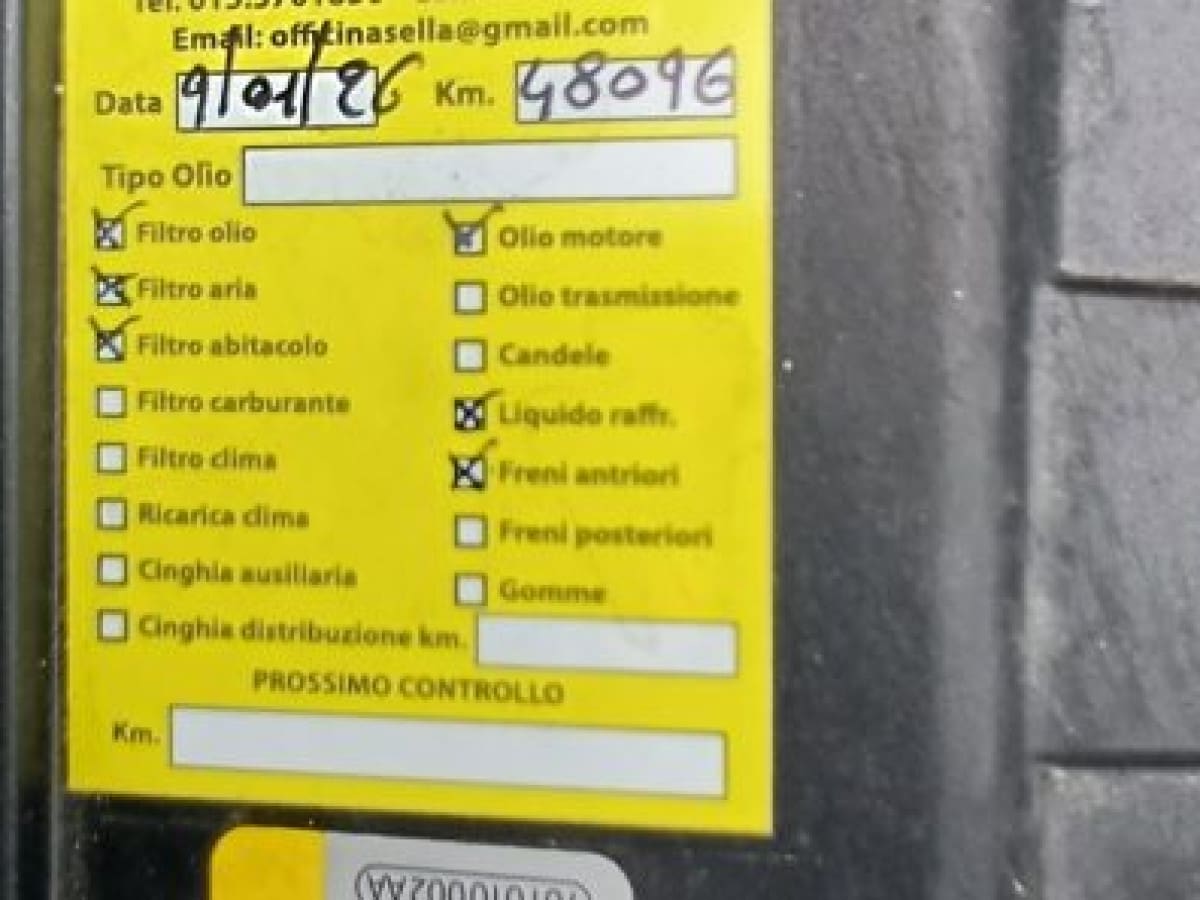 Email: officinasella@gmail.com
Data 9/01/26 Km. 48096
Tipo Olio
Filtro olio Olio motore
Filtro aria Olio trasmissione
Filtro abitacolo Candele
Filtro carburante Liquido raffr.
Filtro clima Freni antriori
Ricarica clima Freni posteriori
Cinghia ausiliaria Gomme
Cinghia distribuzione km.
PROSSIMO CONTROLLO
Km.